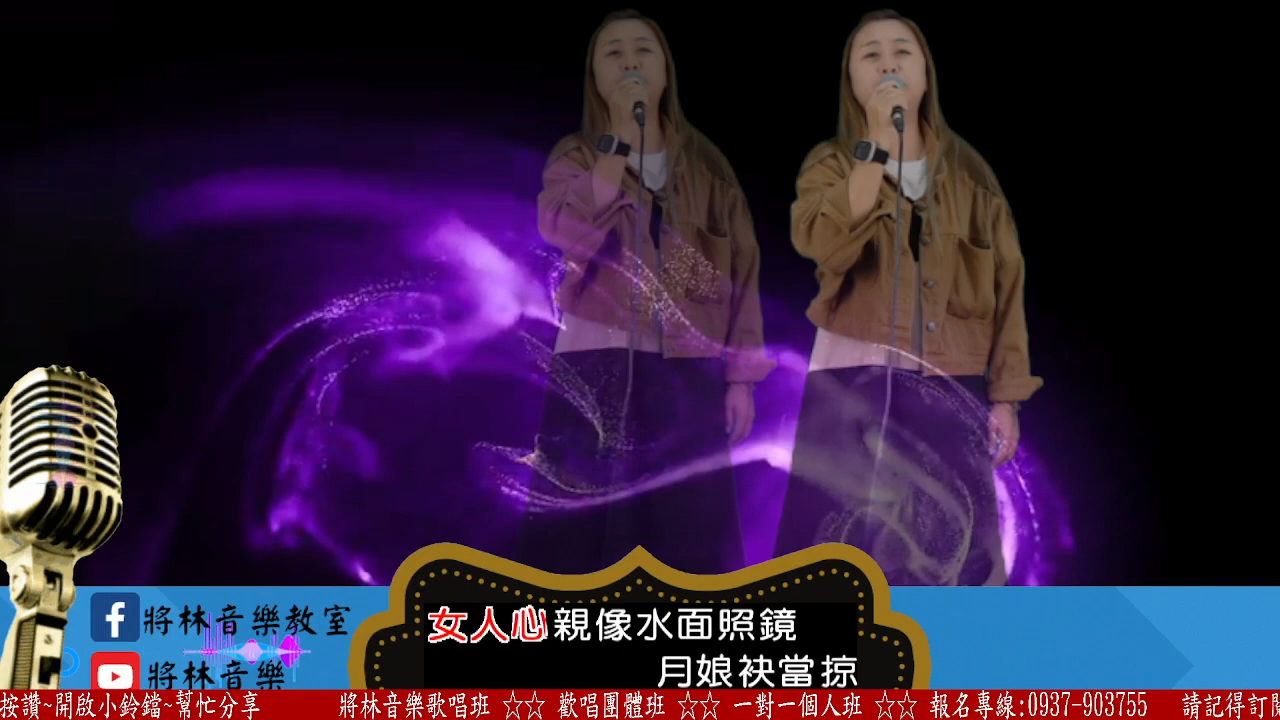 將林音樂教室
將林音樂
女人心親像水面照鏡
月娘袂當掠
按讚~開啟小鈴鐺~幫忙分享 將林音樂歌唱班 ☆☆ 歡唱團體班 ☆☆ 一對一個人班 ☆☆ 報名專線:0937-903755 請記得訂閱